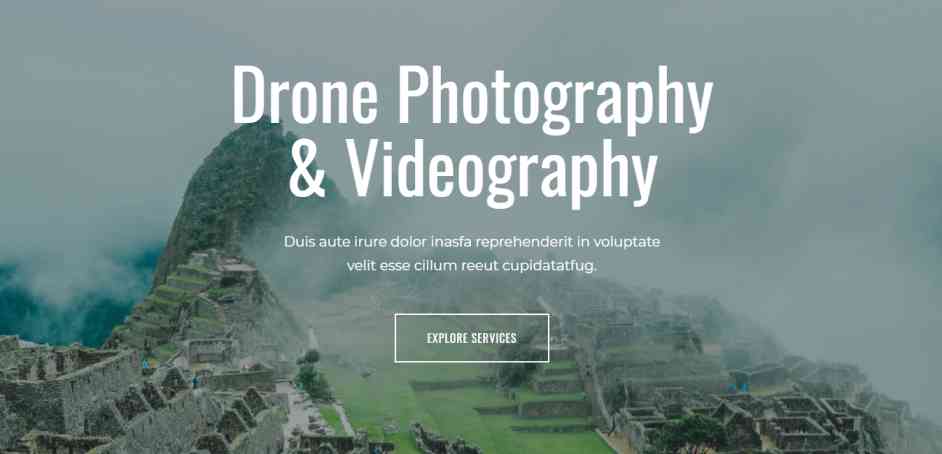 Drone Photography
& Videography
Duis aute irure dolor inasfa reprehenderit in voluptate
velit esse cillum reeut cupidatatfug.
EXPLORE SERVICES